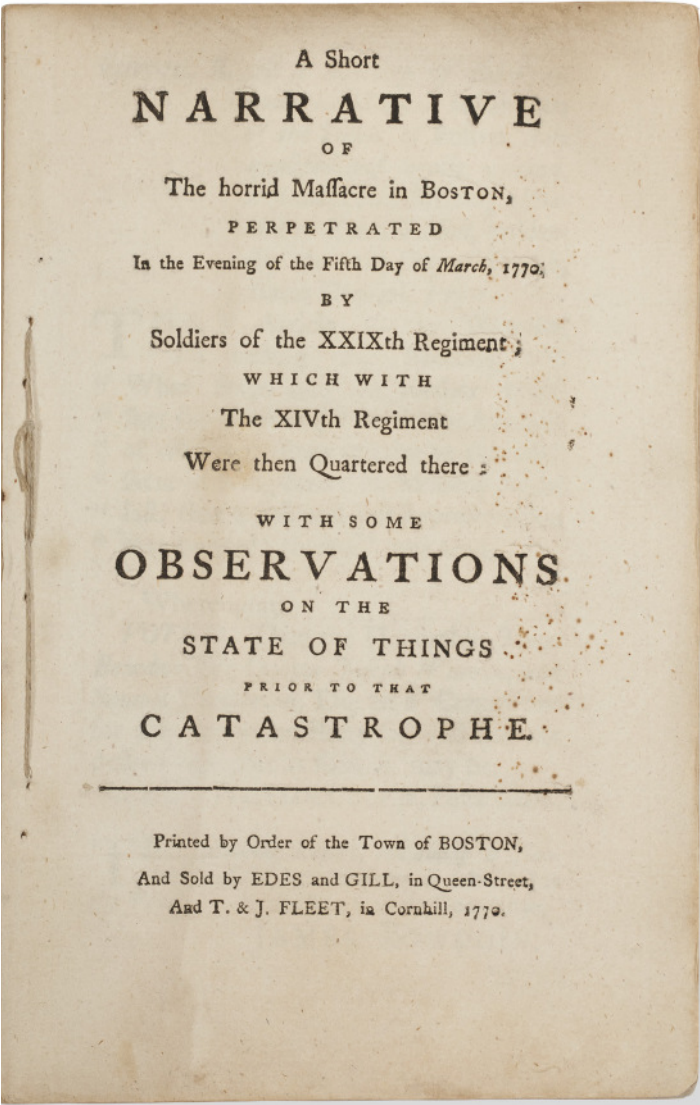 A Short
NARRATIVE
OF
The horrid Maſſacre in BOSTON,
PERPETRATED
In the Evening of the Fifth Day of March, 1770;
BY
Soldiers of the XXIXth Regiment;
WHICH WITH
The XIVth Regiment
Were then Quartered there:
WITH SOME
OBSERVATIONS
ON THE
STATE OF THINGS
PRIOR TO THAT
CATASTROPHE.
Printed by Order of the Town of BOSTON,
And Sold by EDES and GILL, in Queen-Street,
And T. & J. FLEET, in Cornhill, 1770.